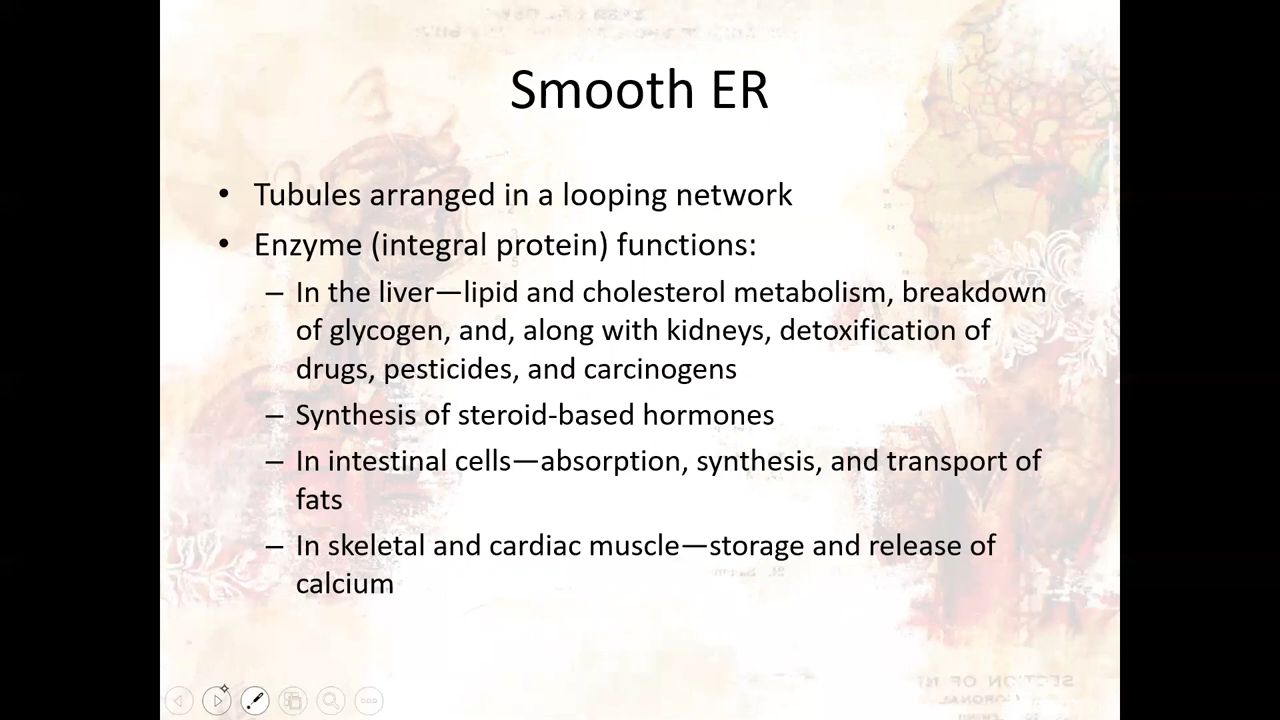 Smooth ER
• Tubules arranged in a looping network
• Enzyme (integral protein) functions:
– In the liver—lipid and cholesterol metabolism, breakdown
of glycogen, and, along with kidneys, detoxification of
drugs, pesticides, and carcinogens
– Synthesis of steroid-based hormones
– In intestinal cells—absorption, synthesis, and transport of
fats
– In skeletal and cardiac muscle—storage and release of
calcium